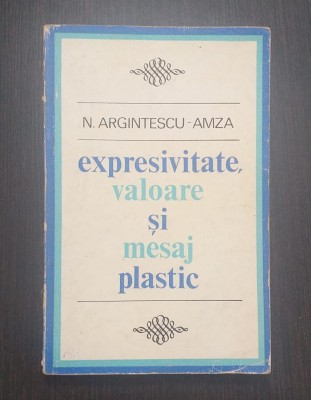 N. ARGINTESCU-AMZA
expresivitate,
valoare
și
mesaj
plastic